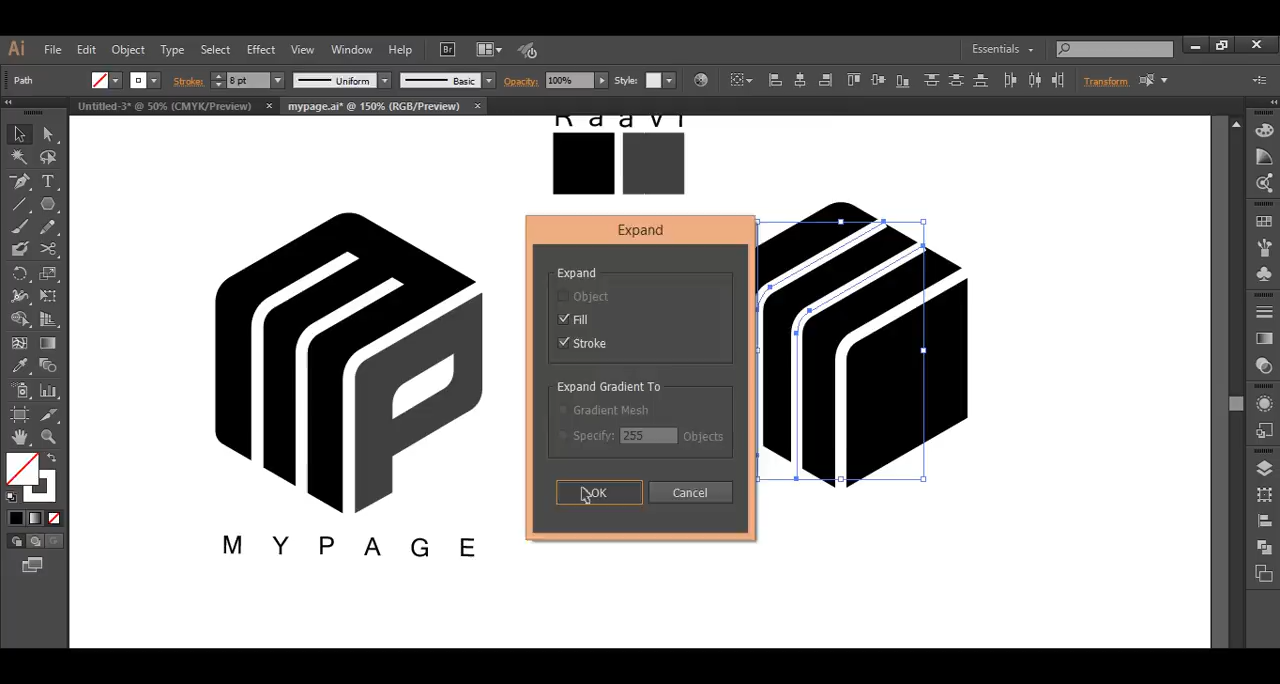 Ai File Edit Object Type Select Effect View Window Help Br Essentials
Path Stroke: 8 pt Uniform Basic Opacity: 100% Style: Transform
Untitled-3* @ 50% (CMYK/Preview) × mypage.ai* @ 150% (RGB/Preview) ×
Raavi
Expand
Expand
Object
Fill
Stroke
Expand Gradient To
Gradient Mesh
Specify: 255 Objects
OK Cancel
MYPAGE